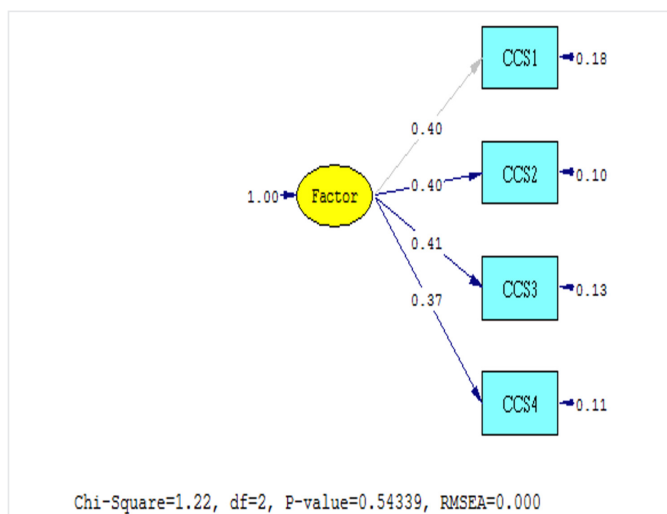 CCS1
0.18
0.40
CCS2
0.10
0.40
1.00
Factor
0.41
CCS3
0.13
0.37
CCS4
0.11
Chi-Square=1.22, df=2, P-value=0.54339, RMSEA=0.000